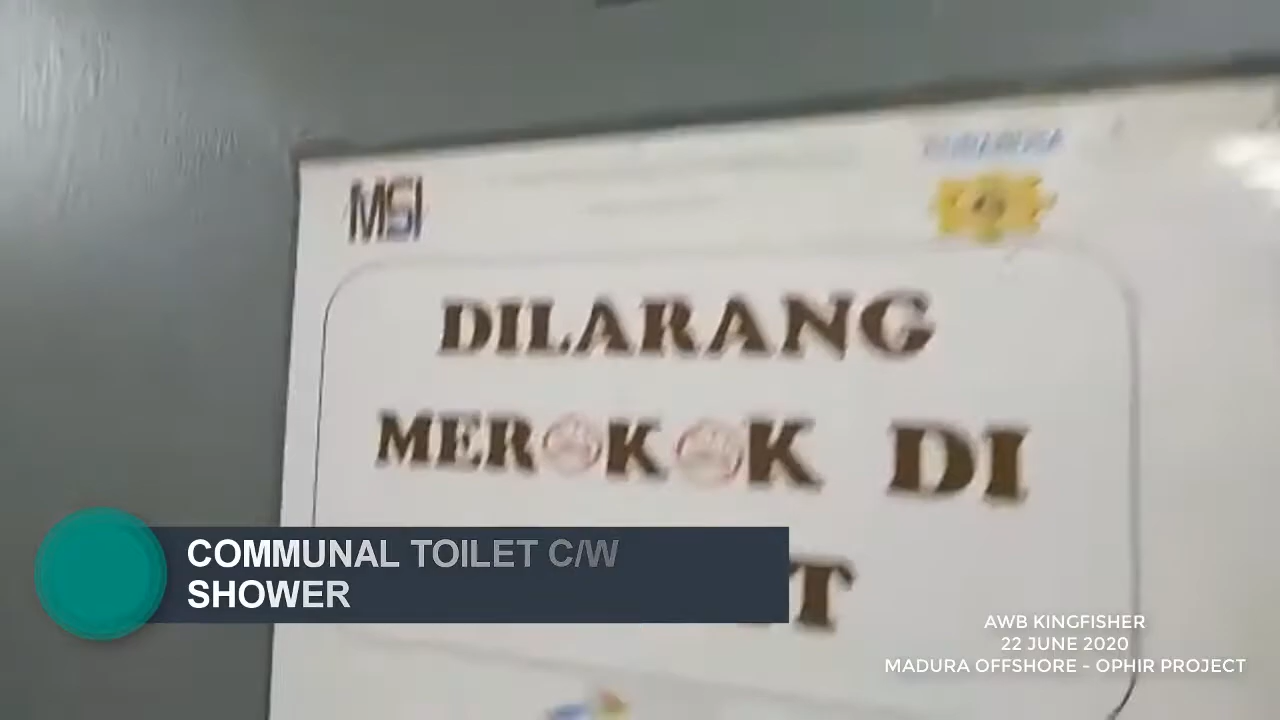 MSI
DILARANG
MEROKOK DI
T
COMMUNAL TOILET C/W
SHOWER
AWB KINGFISHER
22 JUNE 2020
MADURA OFFSHORE - OPHIR PROJECT